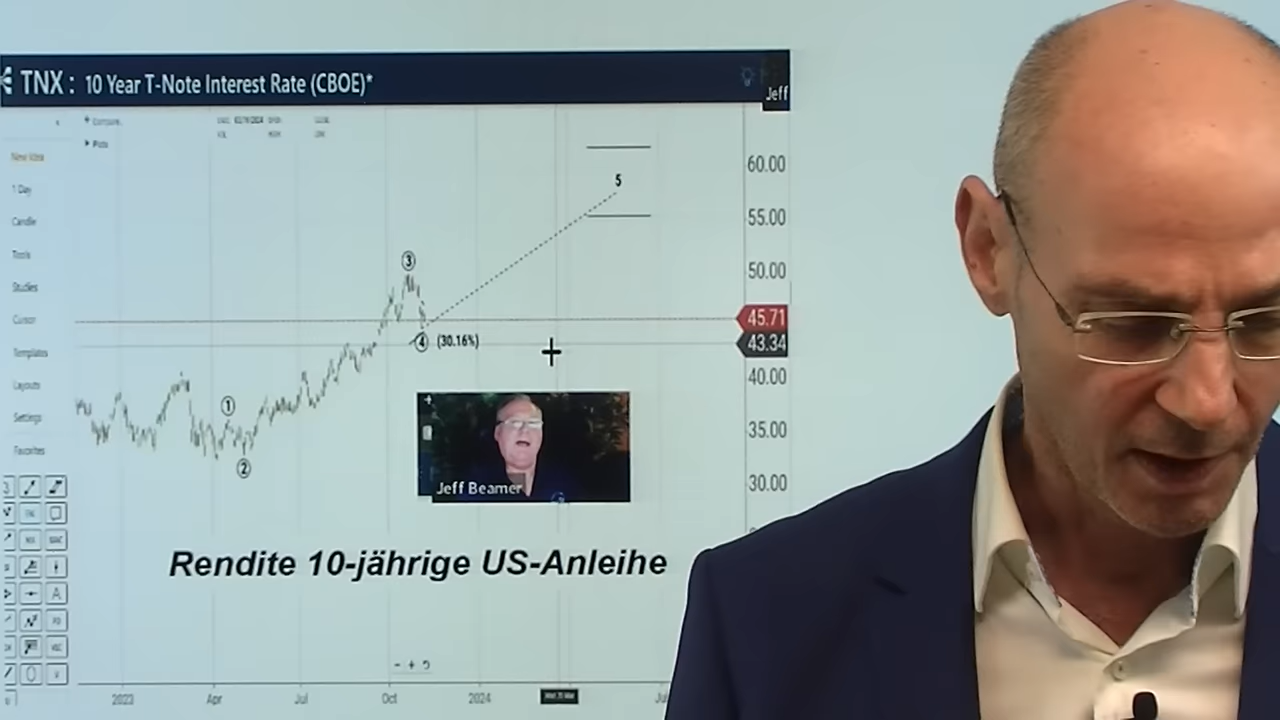 TNX : 10 Year T-Note Interest Rate (CBOE)*
Jeff
Compare
Plots
New Idea
1 Day
Candle
Tools
Studies
Cursor
Templates
Layouts
Settings
Favorites
60.00
55.00
50.00
45.71
43.34
40.00
35.00
30.00
5
3
4 (30.16%)
1
2
Jeff Beamer
Rendite 10-jährige US-Anleihe
2023 Apr Jul Oct 2024